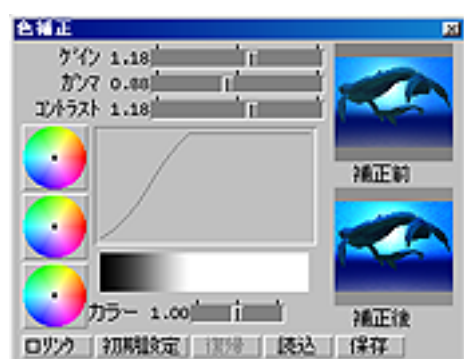 色補正
ゲイン 1.18
ガンマ 0.88
コントラスト 1.18
補正前
カラー 1.00
補正後
リンク 初期設定 復帰 読込 保存